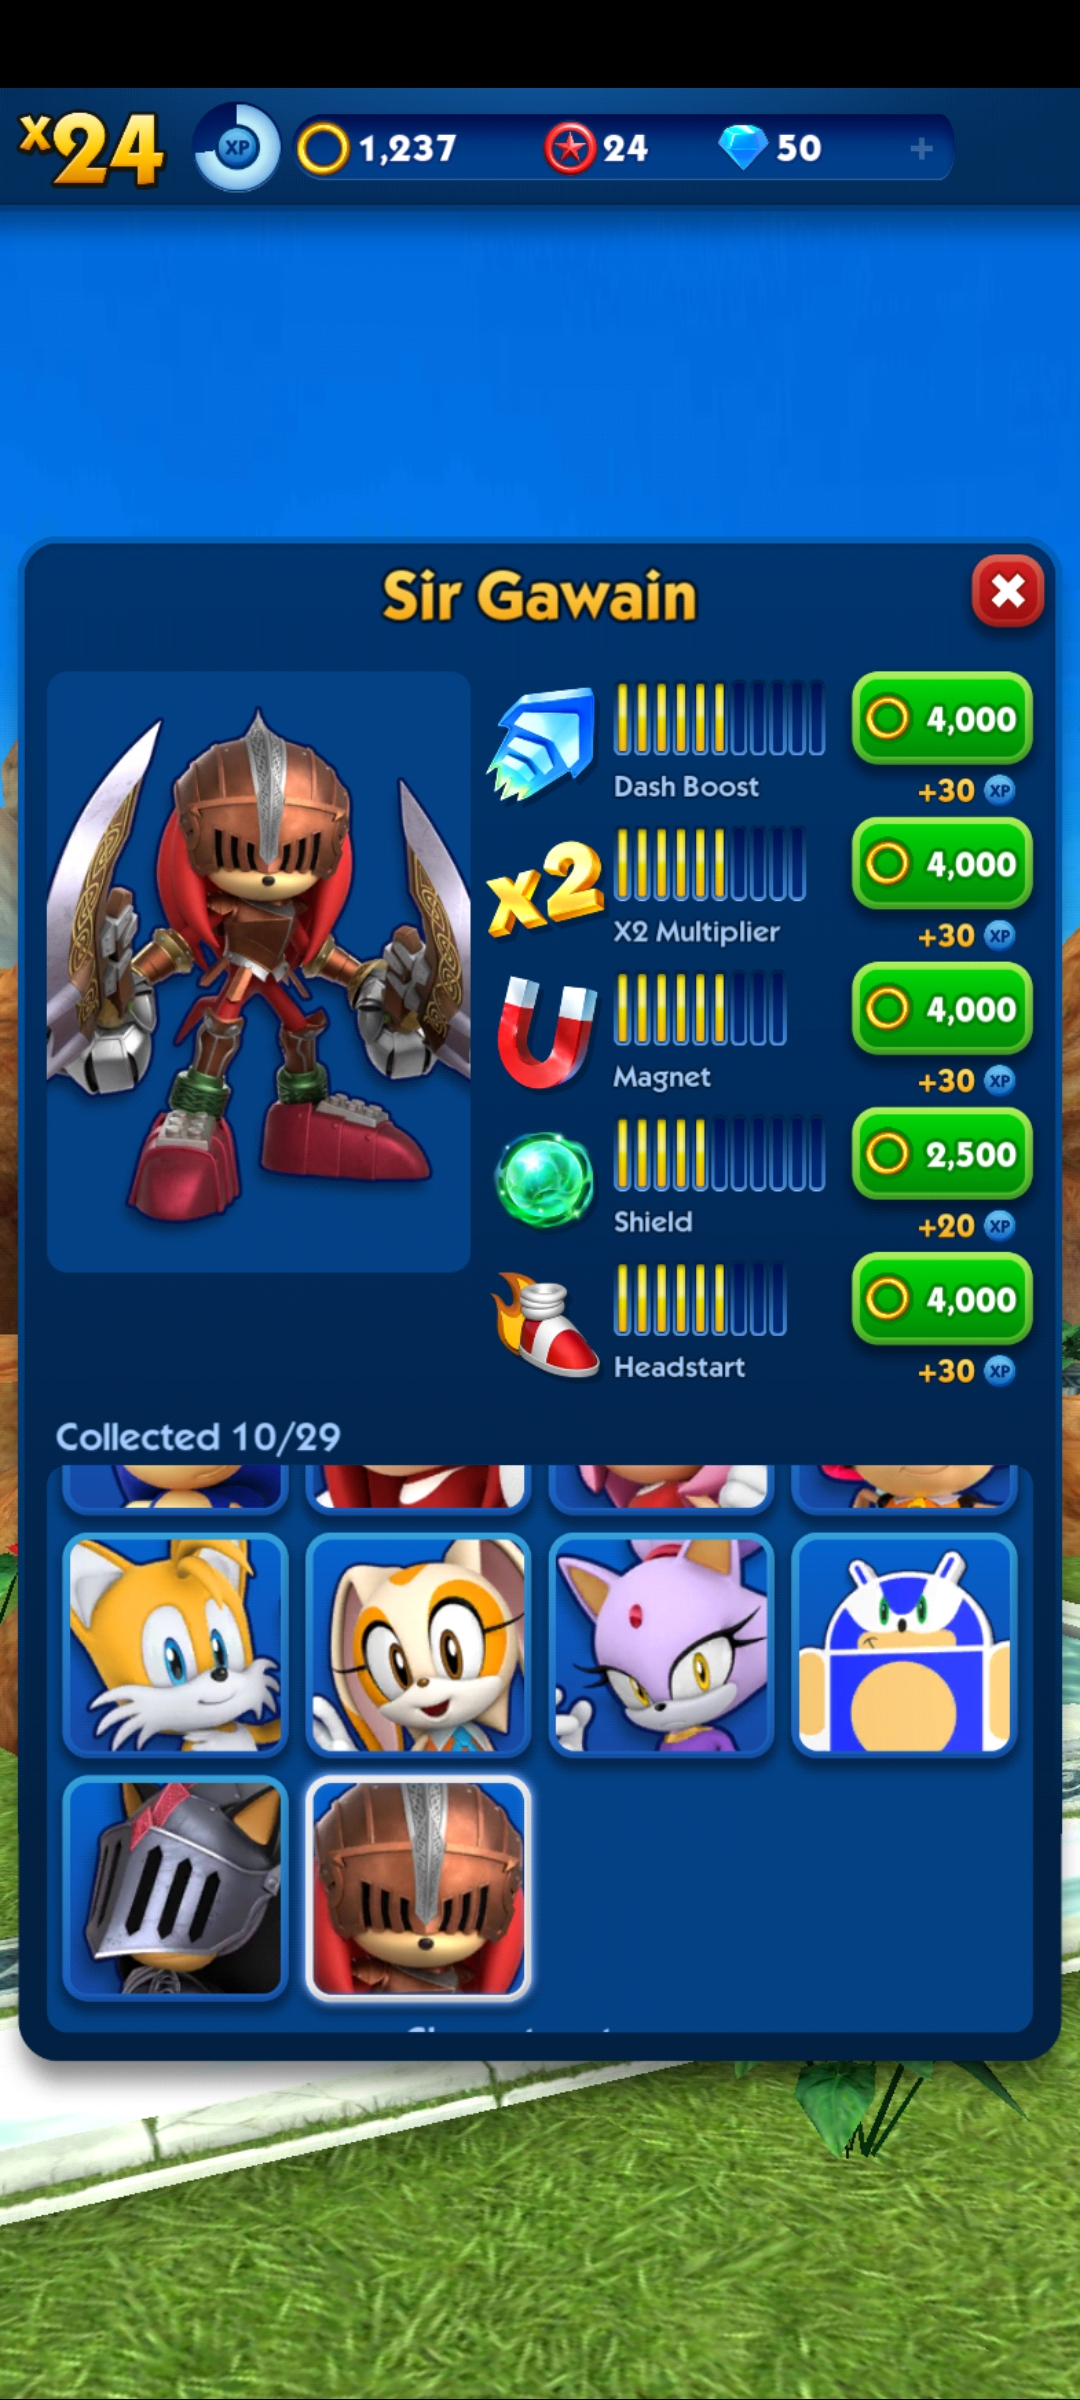 x24
XP
1,237
24
50
+
Sir Gawain
4,000
Dash Boost
+30 XP
x2
4,000
X2 Multiplier
+30 XP
4,000
Magnet
+30 XP
2,500
Shield
+20 XP
4,000
Headstart
+30 XP
Collected 10/29